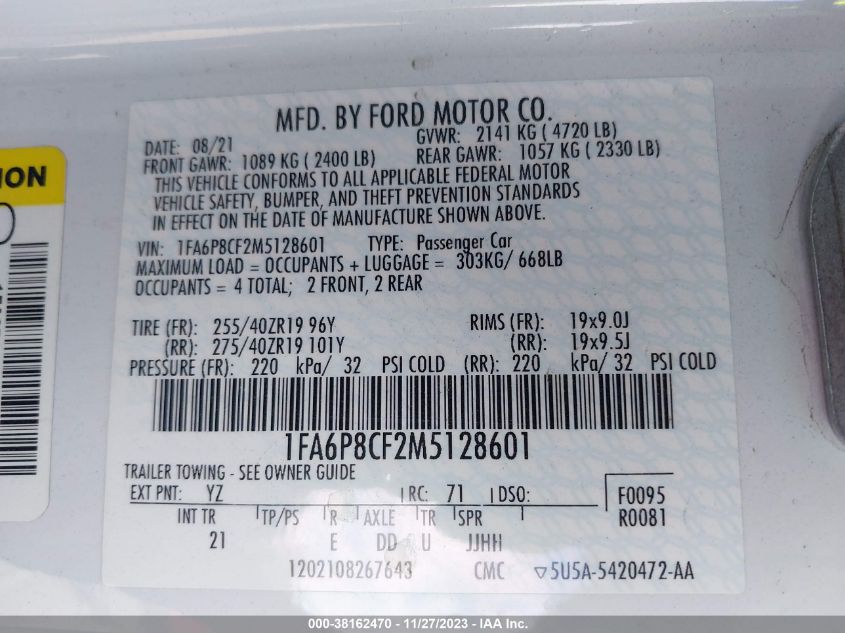 MFD. BY FORD MOTOR CO.
DATE: 08/21 GVWR: 2141 KG ( 4720 LB)
FRONT GAWR: 1089 KG ( 2400 LB) REAR GAWR: 1057 KG ( 2330 LB)
THIS VEHICLE CONFORMS TO ALL APPLICABLE FEDERAL MOTOR
VEHICLE SAFETY, BUMPER, AND THEFT PREVENTION STANDARDS
IN EFFECT ON THE DATE OF MANUFACTURE SHOWN ABOVE.
VIN: 1FA6P8CF2M5128601 TYPE: Passenger Car
MAXIMUM LOAD = OCCUPANTS + LUGGAGE = 303KG/ 668LB
OCCUPANTS = 4 TOTAL; 2 FRONT, 2 REAR
TIRE (FR): 255/40ZR19 96Y RIMS (FR): 19x9.0J
(RR): 275/40ZR19 101Y (RR): 19x9.5J
PRESSURE (FR): 220 kPa/ 32 PSI COLD (RR): 220 kPa/ 32 PSI COLD
1FA6P8CF2M5128601
TRAILER TOWING - SEE OWNER GUIDE
EXT PNT: YZ RC: 71 DSO: F0095
INT TR TP/PS R AXLE TR SPR R0081
21 E DD U JJHH
1202108267643 CMC ▽5U5A-5420472-AA
000-38162470 - 11/27/2023 - IAA Inc.